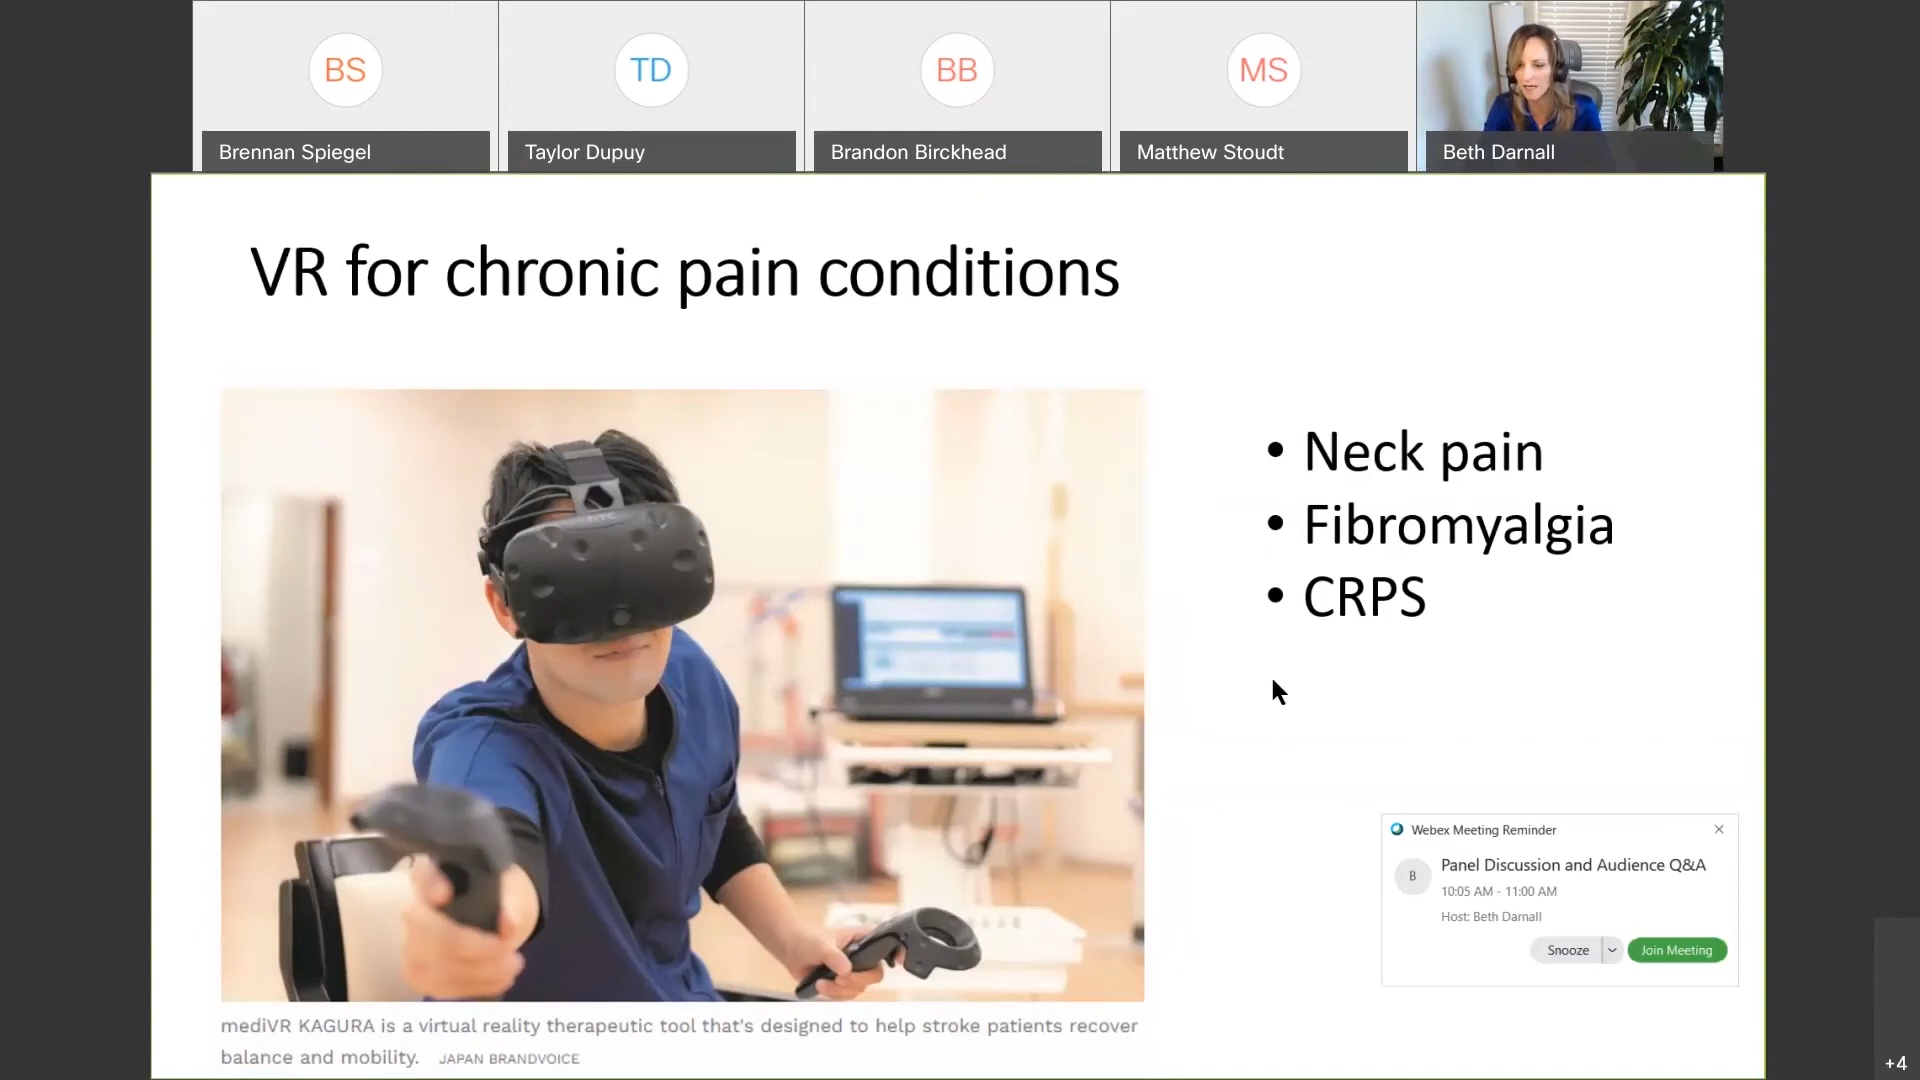 BS
TD
BB
MS
Brennan Spiegel
Taylor Dupuy
Brandon Birckhead
Matthew Stoudt
Beth Darnall
VR for chronic pain conditions
• Neck pain
• Fibromyalgia
• CRPS
mediVR KAGURA is a virtual reality therapeutic tool that's designed to help stroke patients recover
balance and mobility. JAPAN BRANDVOICE
Webex Meeting Reminder
B
Panel Discussion and Audience Q&A
10:05 AM - 11:00 AM
Host: Beth Darnall
Snooze
Join Meeting
+4